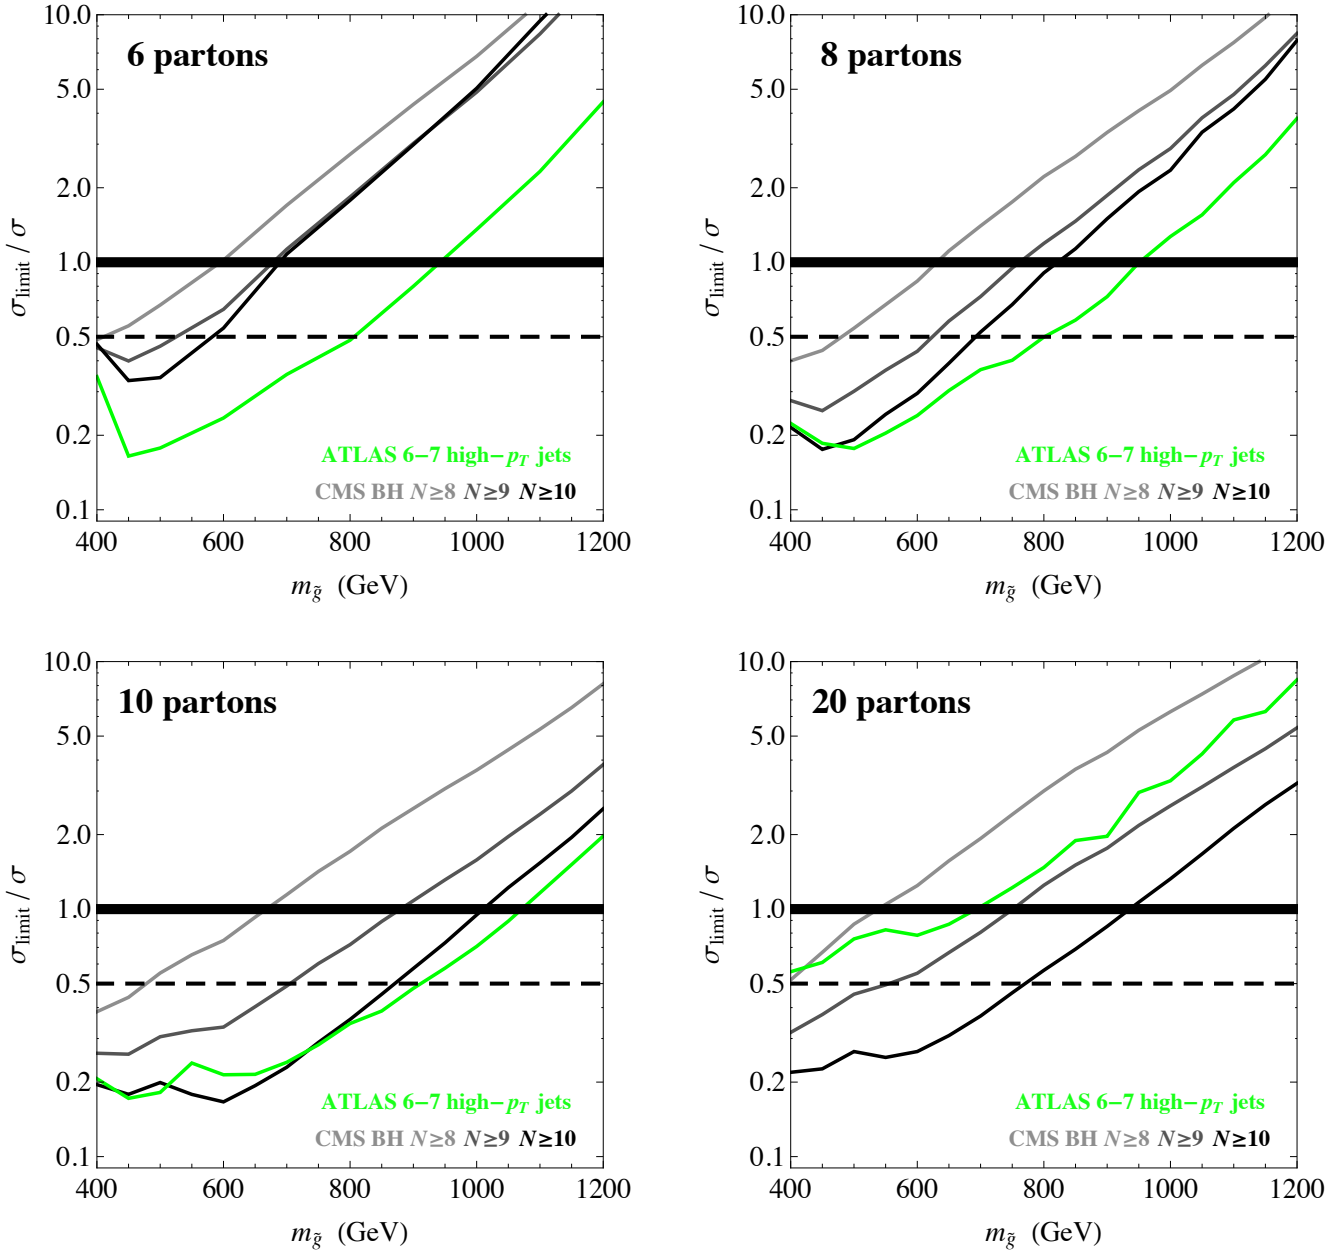 6 partons
10.0
5.0
2.0
1.0
0.5
0.2
0.1
σlimit / σ
ATLAS 6−7 high−pT jets
CMS BH N≥8 N≥9 N≥10
400 600 800 1000 1200
mg̃ (GeV)
8 partons
10.0
5.0
2.0
1.0
0.5
0.2
0.1
σlimit / σ
ATLAS 6−7 high−pT jets
CMS BH N≥8 N≥9 N≥10
400 600 800 1000 1200
mg̃ (GeV)
10 partons
10.0
5.0
2.0
1.0
0.5
0.2
0.1
σlimit / σ
ATLAS 6−7 high−pT jets
CMS BH N≥8 N≥9 N≥10
400 600 800 1000 1200
mg̃ (GeV)
20 partons
10.0
5.0
2.0
1.0
0.5
0.2
0.1
σlimit / σ
ATLAS 6−7 high−pT jets
CMS BH N≥8 N≥9 N≥10
400 600 800 1000 1200
mg̃ (GeV)